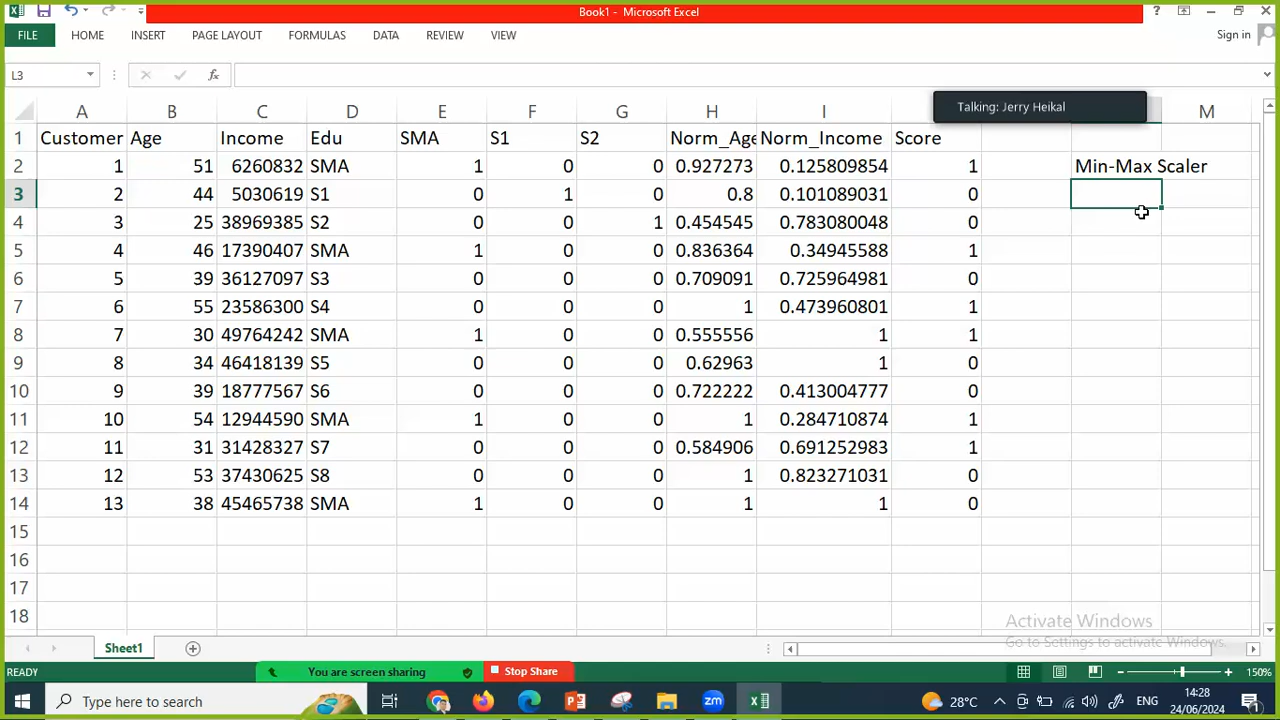 Book1 - Microsoft Excel
?
FILE HOME INSERT PAGE LAYOUT FORMULAS DATA REVIEW VIEW Sign in
L3 fx
Talking: Jerry Heikal
A B C D E F G H I M
1 Customer Age Income Edu SMA S1 S2 Norm_Age Norm_Income Score
2 1 51 6260832 SMA 1 0 0 0.927273 0.125809854 1 Min-Max Scaler
3 2 44 5030619 S1 0 1 0 0.8 0.101089031 0
4 3 25 38969385 S2 0 0 1 0.454545 0.783080048 0
5 4 46 17390407 SMA 1 0 0 0.836364 0.34945588 1
6 5 39 36127097 S3 0 0 0 0.709091 0.725964981 0
7 6 55 23586300 S4 0 0 0 1 0.473960801 1
8 7 30 49764242 SMA 1 0 0 0.555556 1 1
9 8 34 46418139 S5 0 0 0 0.62963 1 0
10 9 39 18777567 S6 0 0 0 0.722222 0.413004777 0
11 10 54 12944590 SMA 1 0 0 1 0.284710874 1
12 11 31 31428327 S7 0 0 0 0.584906 0.691252983 1
13 12 53 37430625 S8 0 0 0 1 0.823271031 0
14 13 38 45465738 SMA 1 0 0 1 1 0
15
16
17
18
Activate Windows
Go to Settings to activate Windows.
Sheet1
You are screen sharing Stop Share
READY 150%
Type here to search 28°C ENG 14:28
24/06/2024